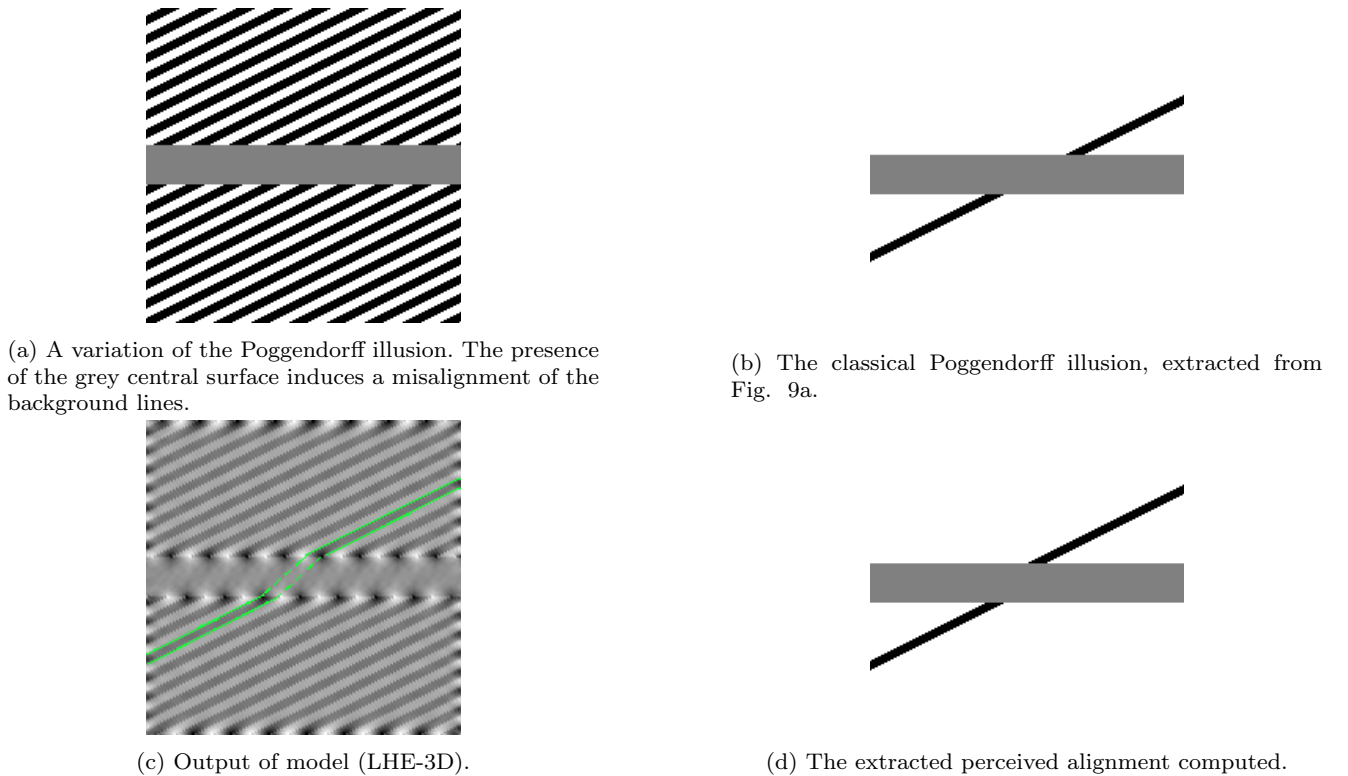 (a) A variation of the Poggendorff illusion. The presence
of the grey central surface induces a misalignment of the
background lines.
(b) The classical Poggendorff illusion, extracted from
Fig. 9a.
(c) Output of model (LHE-3D).
(d) The extracted perceived alignment computed.